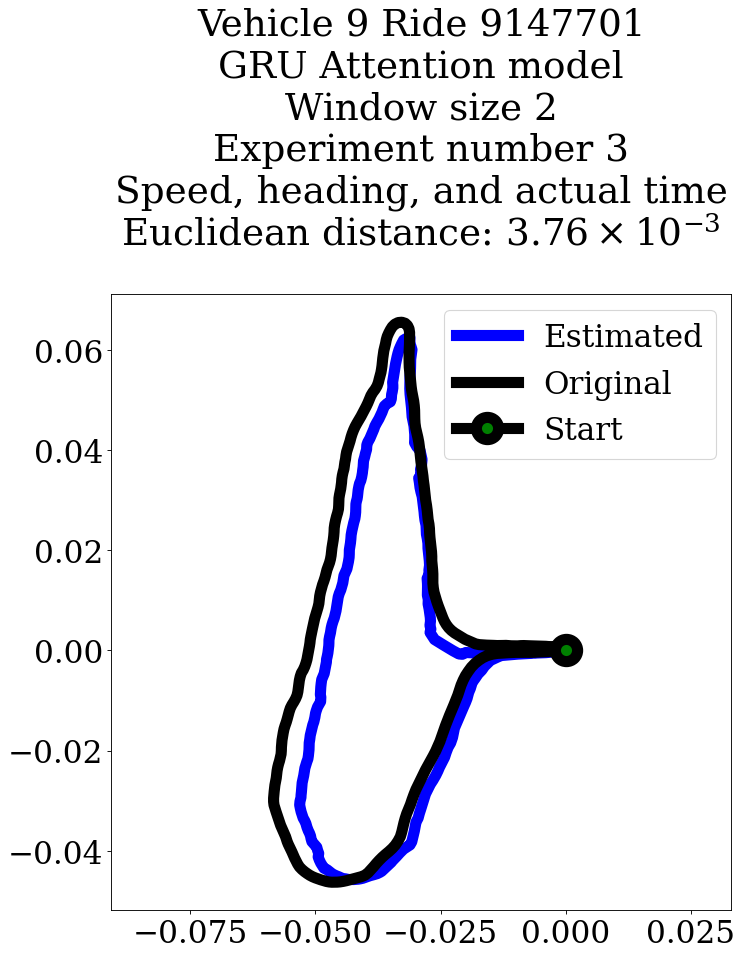 Vehicle 9 Ride 9147701
GRU Attention model
Window size 2
Experiment number 3
Speed, heading, and actual time
Euclidean distance: 3.76 × 10⁻³
Estimated
Original
Start
0.06
0.04
0.02
0.00
−0.02
−0.04
−0.075 −0.050 −0.025 0.000 0.025